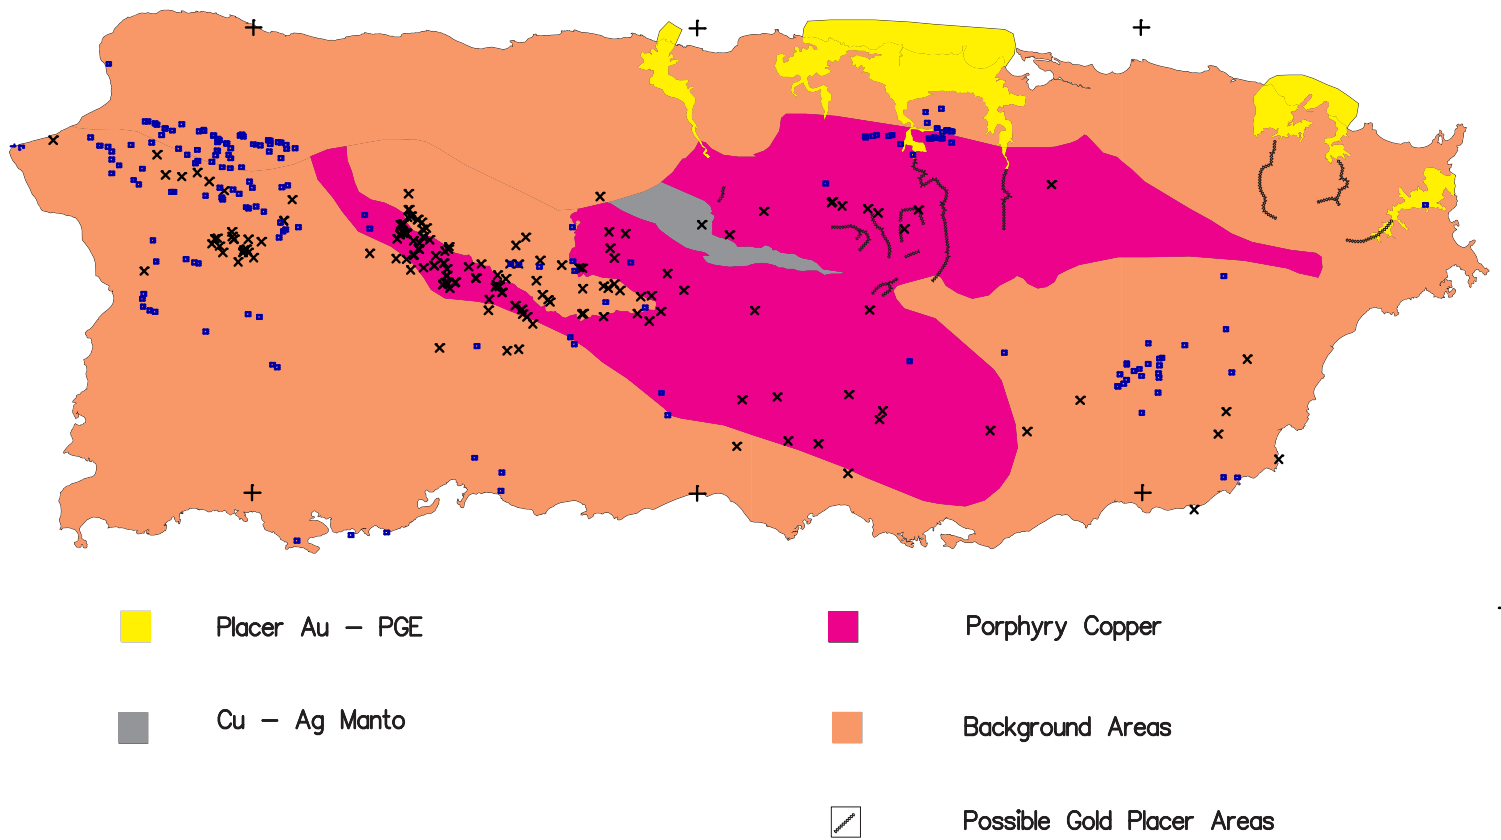 Placer Au – PGE
Porphyry Copper
Cu – Ag Manto
Background Areas
Possible Gold Placer Areas